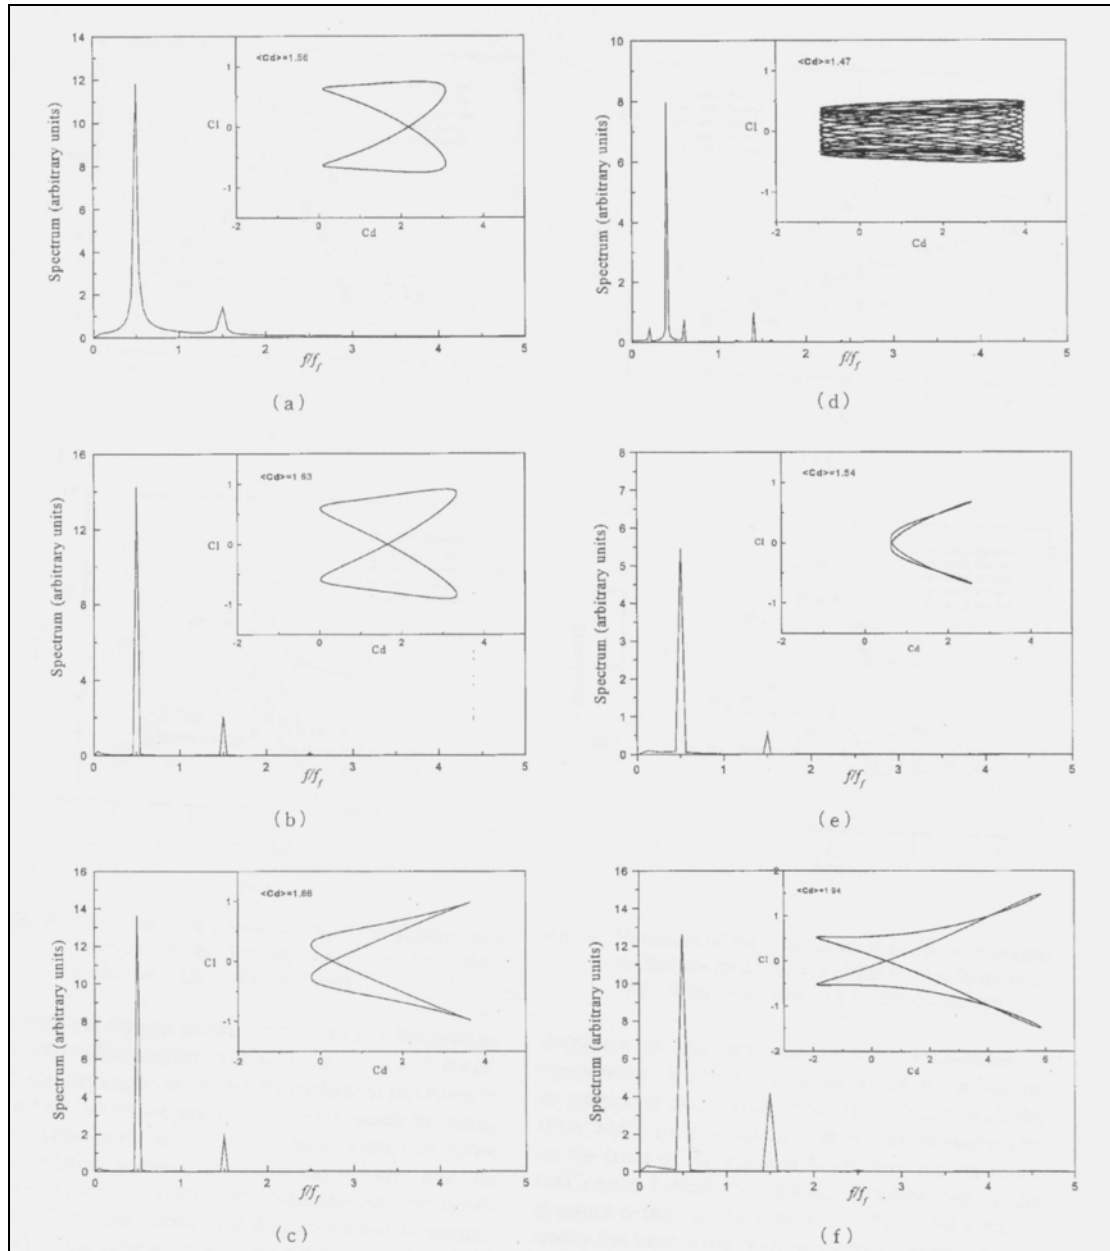 14
12
10
8
6
4
2
0
0 1 2 3 4 5
Spectrum (arbitrary units)
f/f_f
<Cd>=1.56
Cl
1
0
-1
-2 0 2 4
Cd
(a)
10
8
6
4
2
0
0 1 2 3 4 5
Spectrum (arbitrary units)
f/f_f
<Cd>=1.47
Cl
1
0
-1
-2 0 2 4
Cd
(d)
16
14
12
10
8
6
4
2
0
0 1 2 3 4 5
Spectrum (arbitrary units)
f/f_f
<Cd>=1.63
Cl
1
0
-1
-2 0 2 4
Cd
(b)
8
7
6
5
4
3
2
1
0
0 1 2 3 4 5
Spectrum (arbitrary units)
f/f_f
<Cd>=1.54
Cl
1
0
-1
-2 0 2 4
Cd
(e)
16
14
12
10
8
6
4
2
0
0 1 2 3 4 5
Spectrum (arbitrary units)
f/f_f
<Cd>=1.66
Cl
1
0
-1
-2 0 2 4
Cd
(c)
16
14
12
10
8
6
4
2
0
0 1 2 3 4 5
Spectrum (arbitrary units)
f/f_f
<Cd>=1.94
Cl
2
1
0
-1
-2
-2 0 2 4 6
Cd
(f)